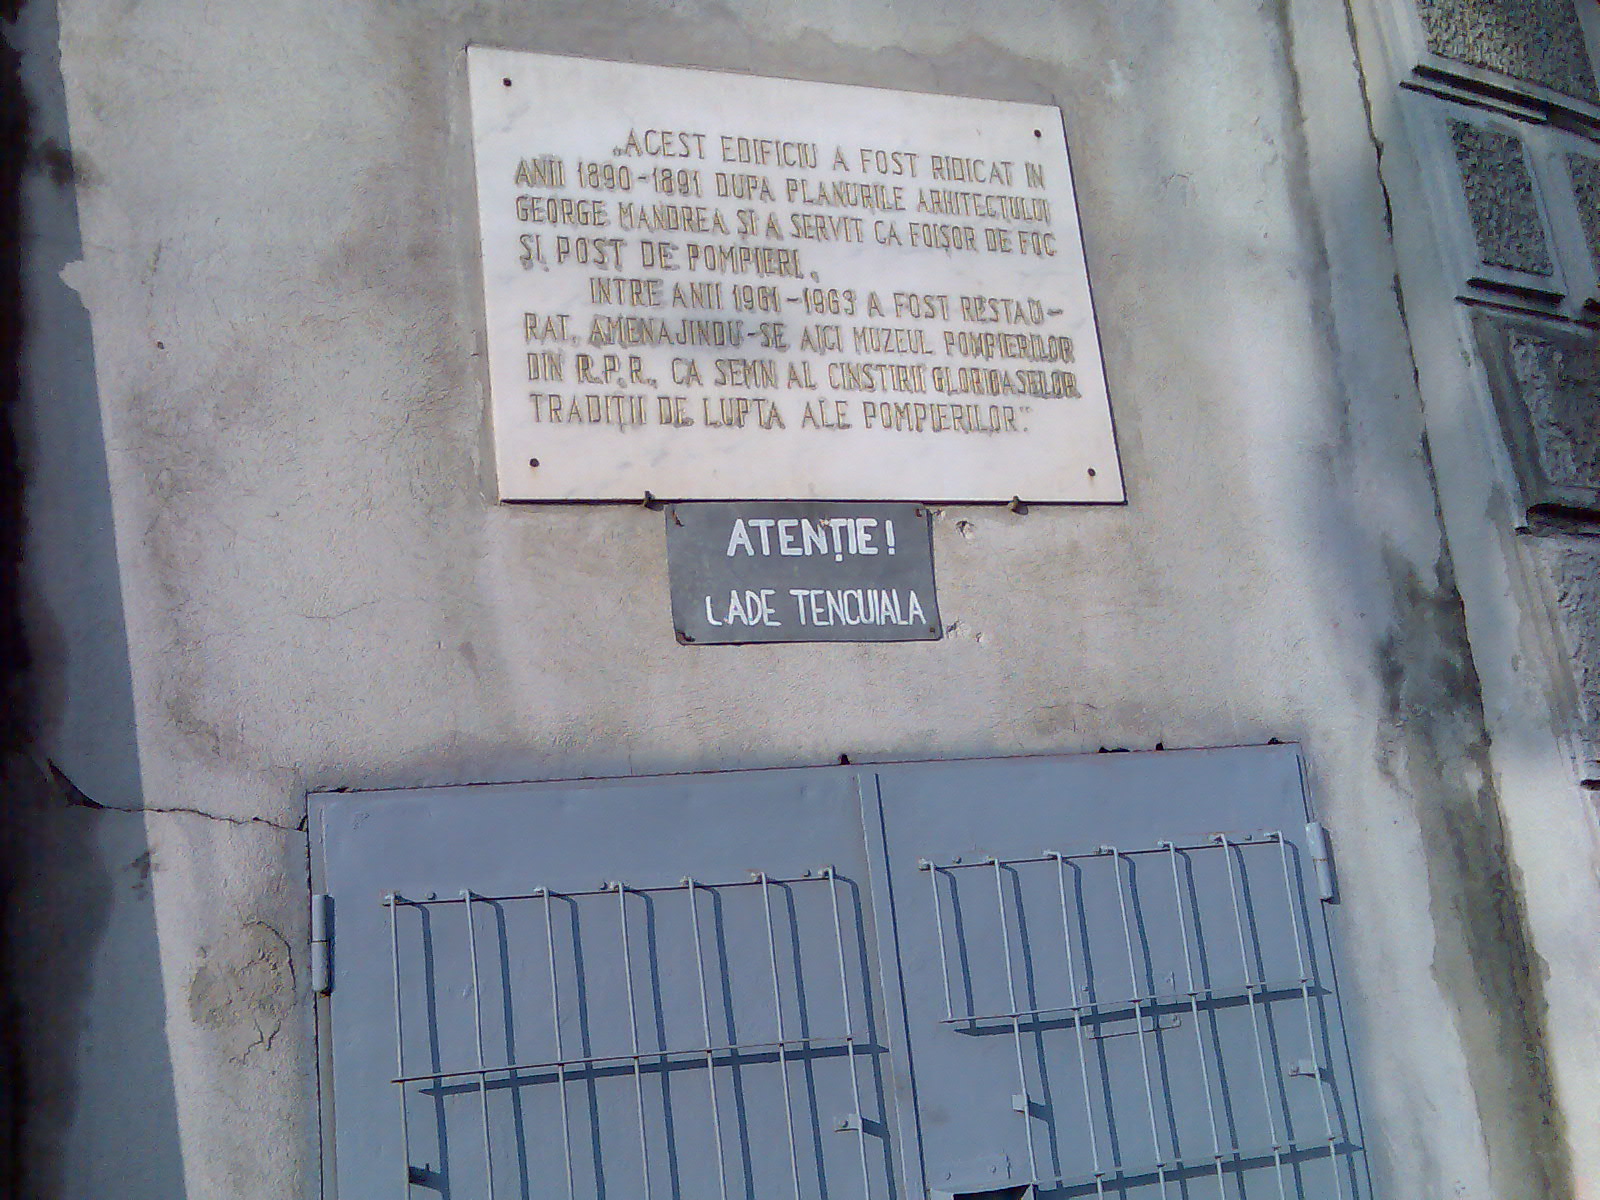 „ACEST EDIFICIU A FOST RIDICAT IN
ANII 1890-1891 DUPA PLANURILE ARHITECTULUI
GEORGE MANDREA ȘI A SERVIT CA FOIȘOR DE FOC
ȘI POST DE POMPIERI.
INTRE ANII 1961-1963 A FOST RESTAU-
RAT, AMENAJINDU-SE AICI MUZEUL POMPIERILOR
DIN R.P.R., CA SEMN AL CINSTIRII GLORIOASELOR
TRADIȚII DE LUPTA ALE POMPIERILOR“.
ATENȚIE!
CADE TENCUIALA